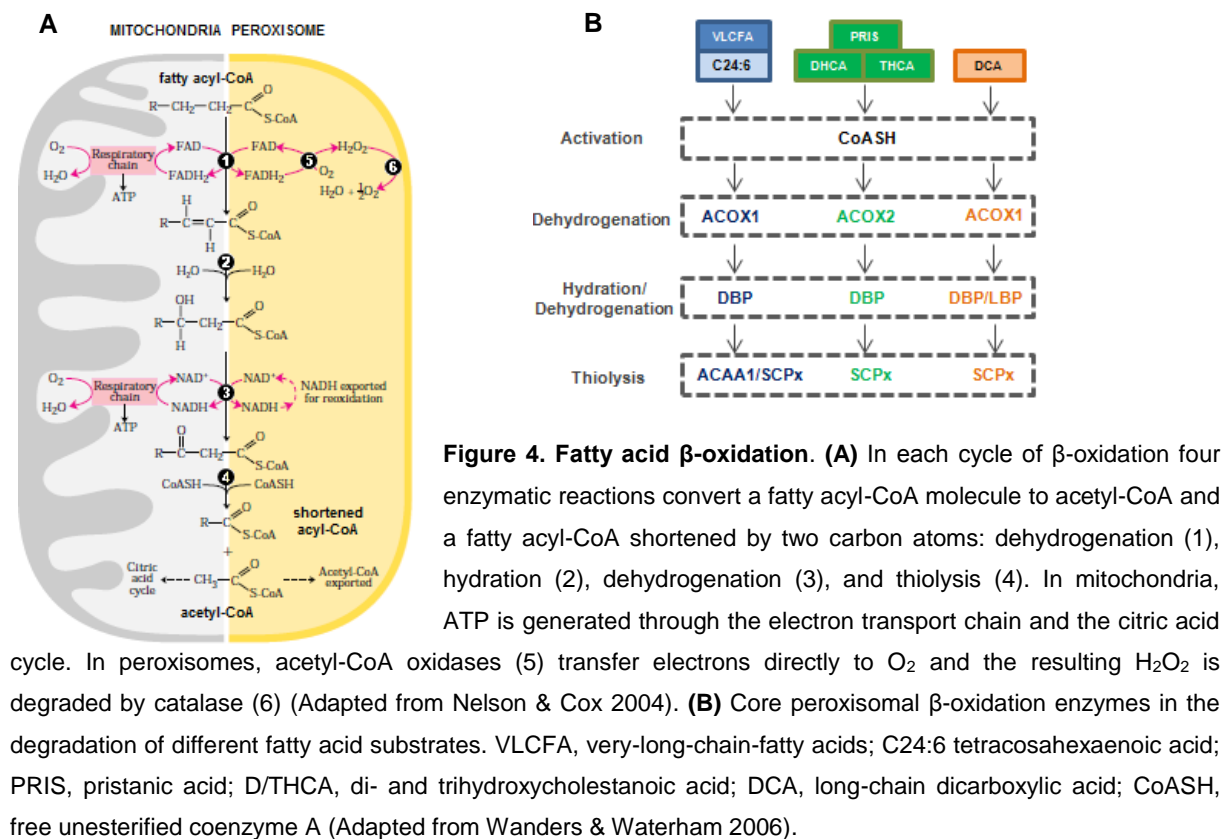 A
MITOCHONDRIA PEROXISOME
fatty acyl-CoA
R—CH₂—CH₂—C
O
S-CoA
O₂
Respiratory
chain
H₂O
ATP
FAD
FADH₂
1
FAD
FADH₂
5
H₂O₂
O₂
6
H₂O + ½O₂
H
R—C=C—C
O
S-CoA
H
2
H₂O
H₂O
OH
R—C—CH₂—C
O
S-CoA
H
O₂
Respiratory
chain
H₂O
ATP
NAD⁺
NADH
3
NAD⁺
NADH
NADH exported
for reoxidation
O
R—C—CH₂—C
O
S-CoA
4
CoASH
CoASH
shortened
acyl-CoA
R—C
O
S-CoA
+
Citric
acid
cycle
CH₃—C
O
S-CoA
Acetyl-CoA
exported
acetyl-CoA
B
VLCFA
C24:6
PRIS
DHCA THCA
DCA
Activation
CoASH
Dehydrogenation
ACOX1 ACOX2 ACOX1
Hydration/
Dehydrogenation
DBP DBP DBP/LBP
Thiolysis
ACAA1/SCPx SCPx SCPx
Figure 4. Fatty acid β-oxidation. (A) In each cycle of β-oxidation four
enzymatic reactions convert a fatty acyl-CoA molecule to acetyl-CoA and
a fatty acyl-CoA shortened by two carbon atoms: dehydrogenation (1),
hydration (2), dehydrogenation (3), and thiolysis (4). In mitochondria,
ATP is generated through the electron transport chain and the citric acid
cycle. In peroxisomes, acetyl-CoA oxidases (5) transfer electrons directly to O₂ and the resulting H₂O₂ is
degraded by catalase (6) (Adapted from Nelson & Cox 2004). (B) Core peroxisomal β-oxidation enzymes in the
degradation of different fatty acid substrates. VLCFA, very-long-chain-fatty acids; C24:6 tetracosahexaenoic acid;
PRIS, pristanic acid; D/THCA, di- and trihydroxycholestanoic acid; DCA, long-chain dicarboxylic acid; CoASH,
free unesterified coenzyme A (Adapted from Wanders & Waterham 2006).